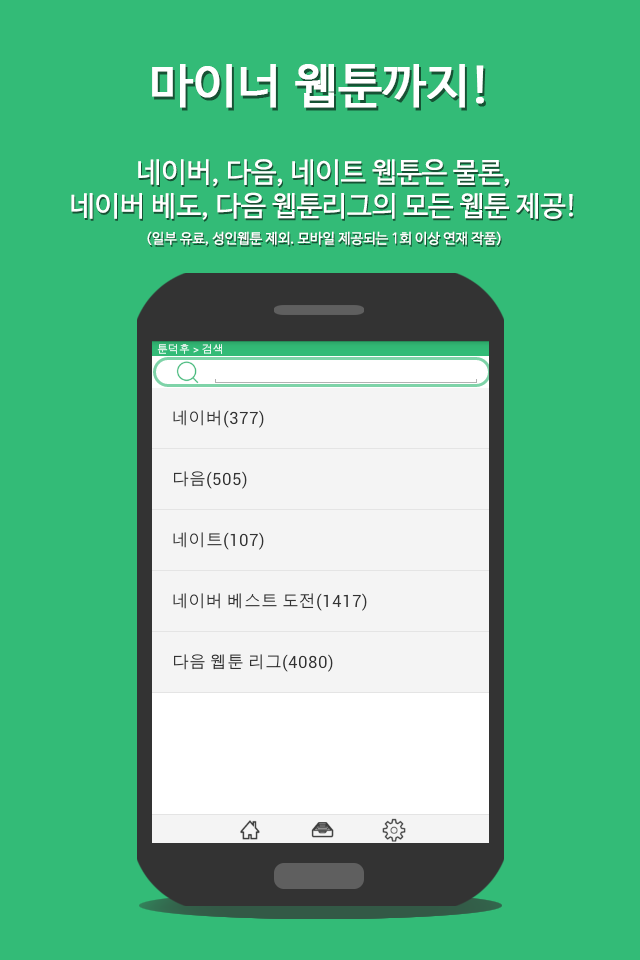 마이너 웹툰까지!
네이버, 다음, 네이트 웹툰은 물론,
네이버 베도, 다음 웹툰리그의 모든 웹툰 제공!
(일부 유료, 성인웹툰 제외. 모바일 제공되는 1회 이상 연재 작품)
툰덕후 > 검색
네이버(377)
다음(505)
네이트(107)
네이버 베스트 도전(1417)
다음 웹툰 리그(4080)